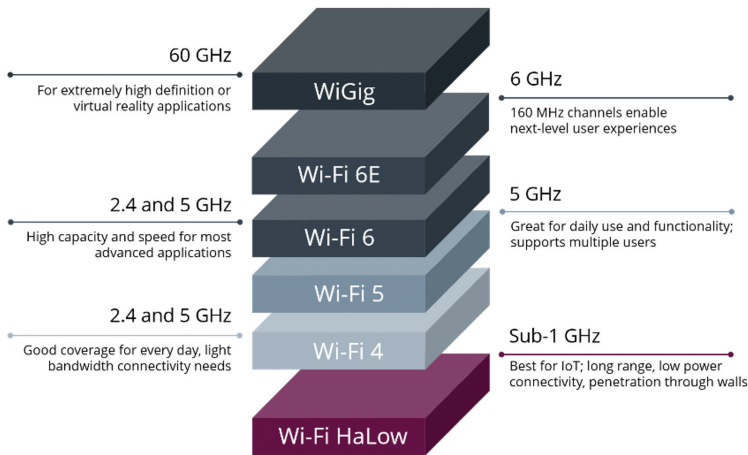 60 GHz
For extremely high definition or
virtual reality applications
WiGig
6 GHz
160 MHz channels enable
next-level user experiences
Wi-Fi 6E
2.4 and 5 GHz
High capacity and speed for most
advanced applications
Wi-Fi 6
5 GHz
Great for daily use and functionality;
supports multiple users
Wi-Fi 5
2.4 and 5 GHz
Good coverage for every day, light
bandwidth connectivity needs
Wi-Fi 4
Sub-1 GHz
Best for IoT; long range, low power
connectivity, penetration through walls
Wi-Fi HaLow